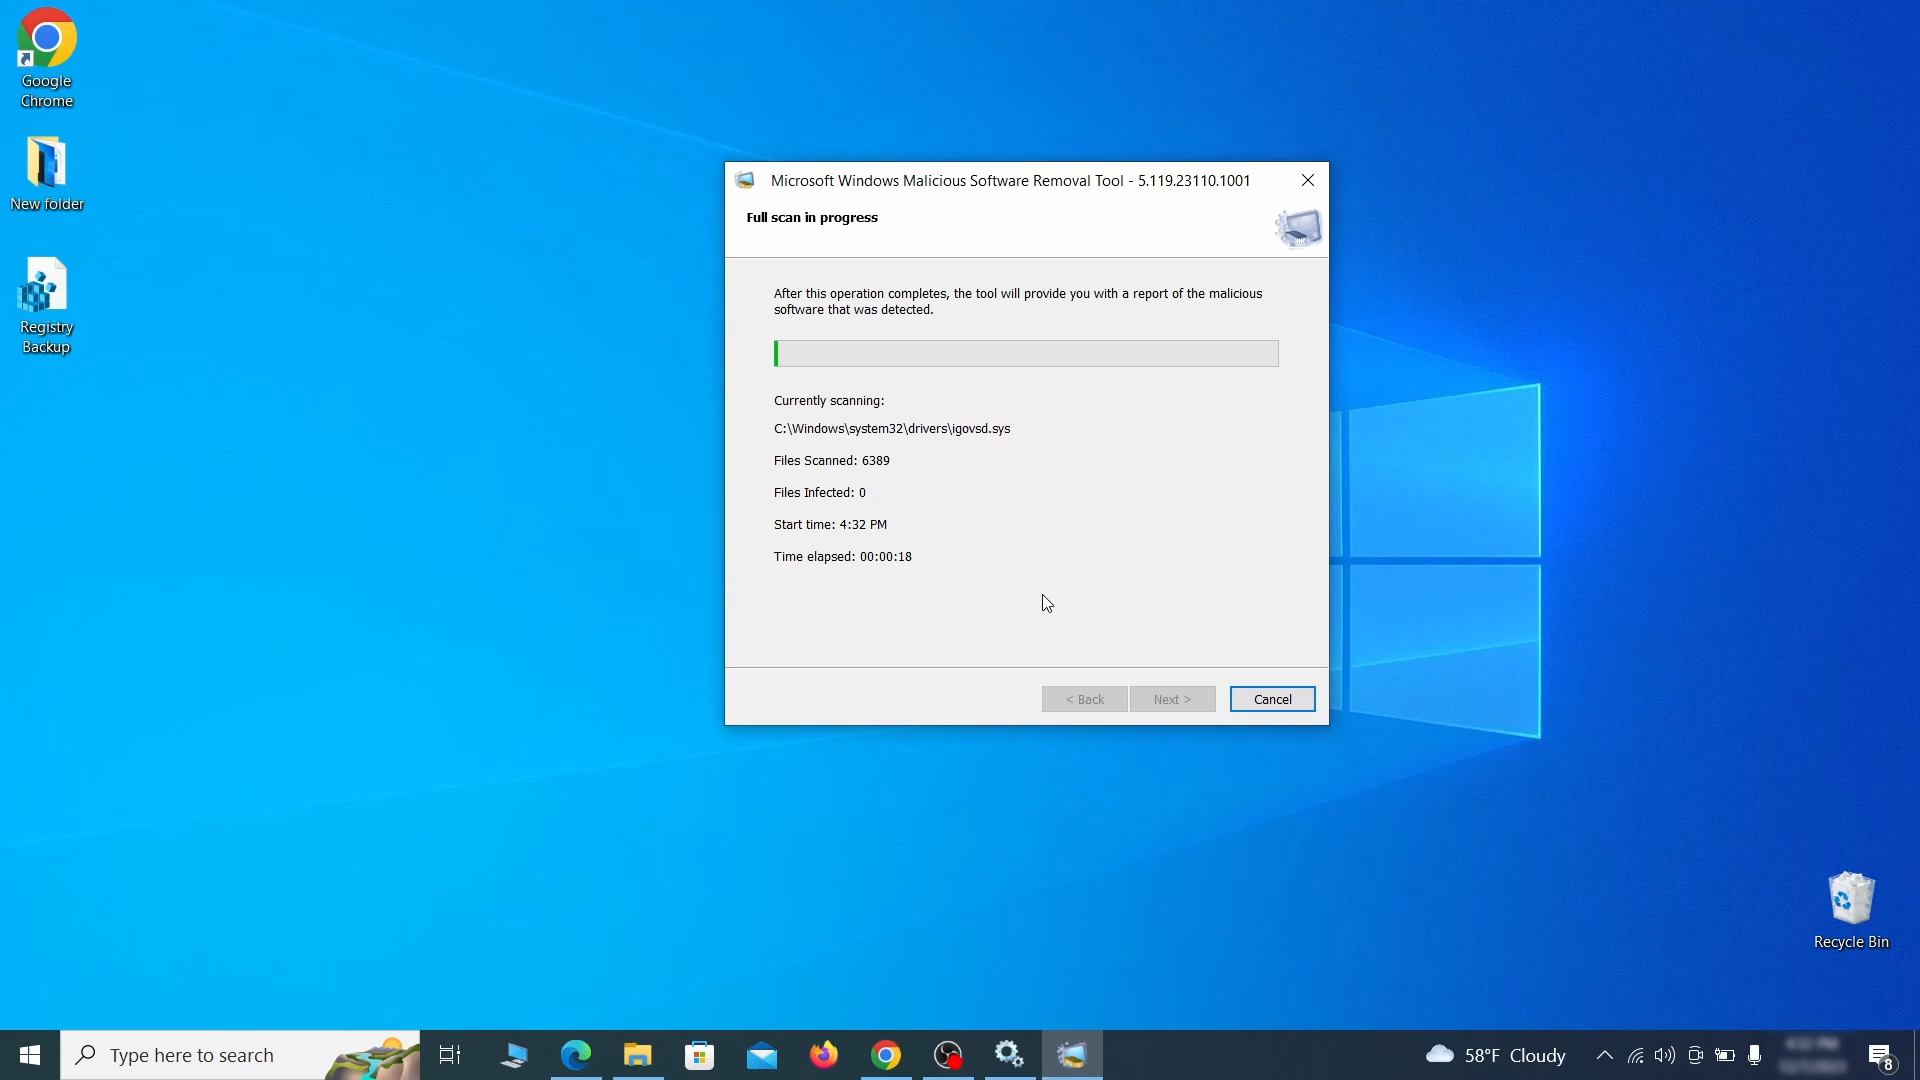 Google
Chrome
New folder
Registry
Backup
Microsoft Windows Malicious Software Removal Tool - 5.119.23110.1001
Full scan in progress
After this operation completes, the tool will provide you with a report of the malicious
software that was detected.
Currently scanning:
C:\Windows\system32\drivers\igovsd.sys
Files Scanned: 6389
Files Infected: 0
Start time: 4:32 PM
Time elapsed: 00:00:18
< Back
Next >
Cancel
Recycle Bin
Type here to search
58°F Cloudy
8